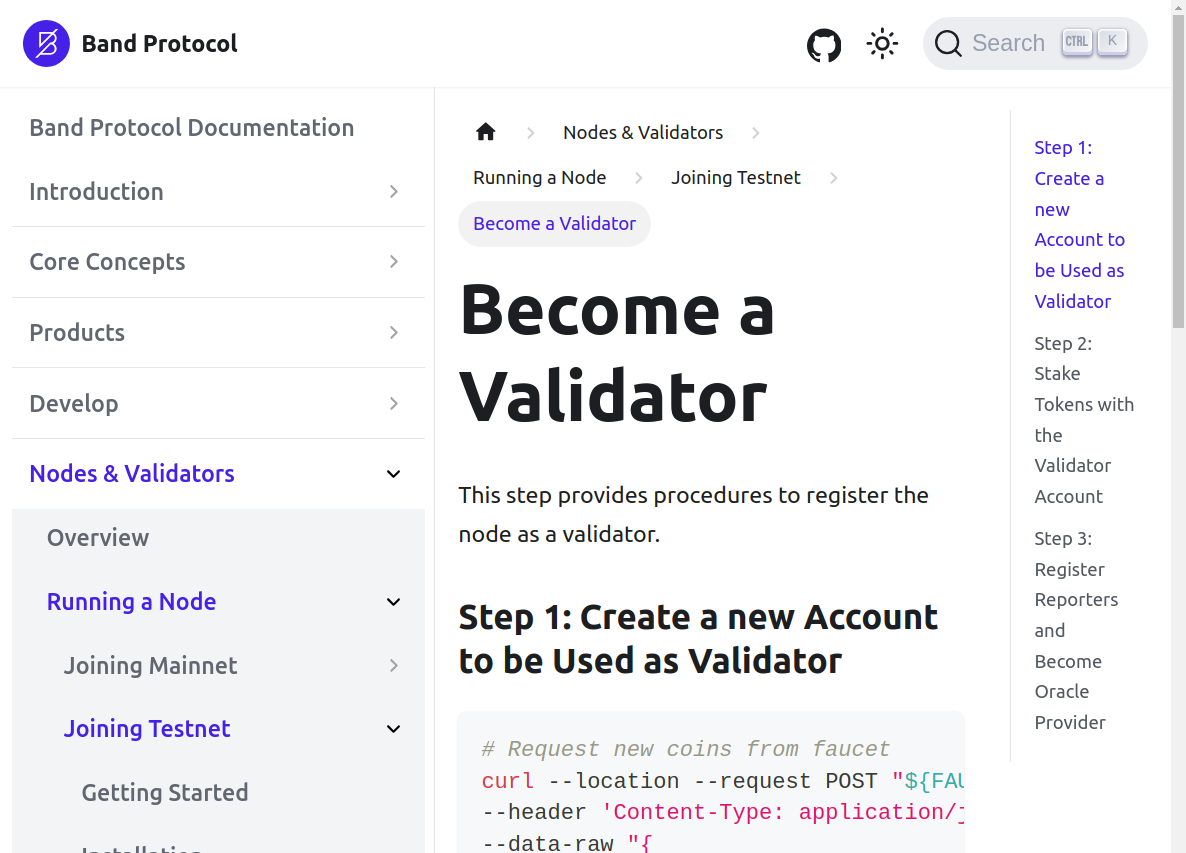 Band Protocol
Search
CTRL
K
Band Protocol Documentation
Introduction
Core Concepts
Products
Develop
Nodes & Validators
Overview
Running a Node
Joining Mainnet
Joining Testnet
Getting Started
Installation
Nodes & Validators
Running a Node
Joining Testnet
Become a Validator
Become a
Validator
This step provides procedures to register the
node as a validator.
Step 1: Create a new Account
to be Used as Validator
# Request new coins from faucet
curl --location --request POST "${FAU
--header 'Content-Type: application/j
--data-raw "{
Step 1:
Create a
new
Account to
be Used as
Validator
Step 2:
Stake
Tokens with
the
Validator
Account
Step 3:
Register
Reporters
and
Become
Oracle
Provider